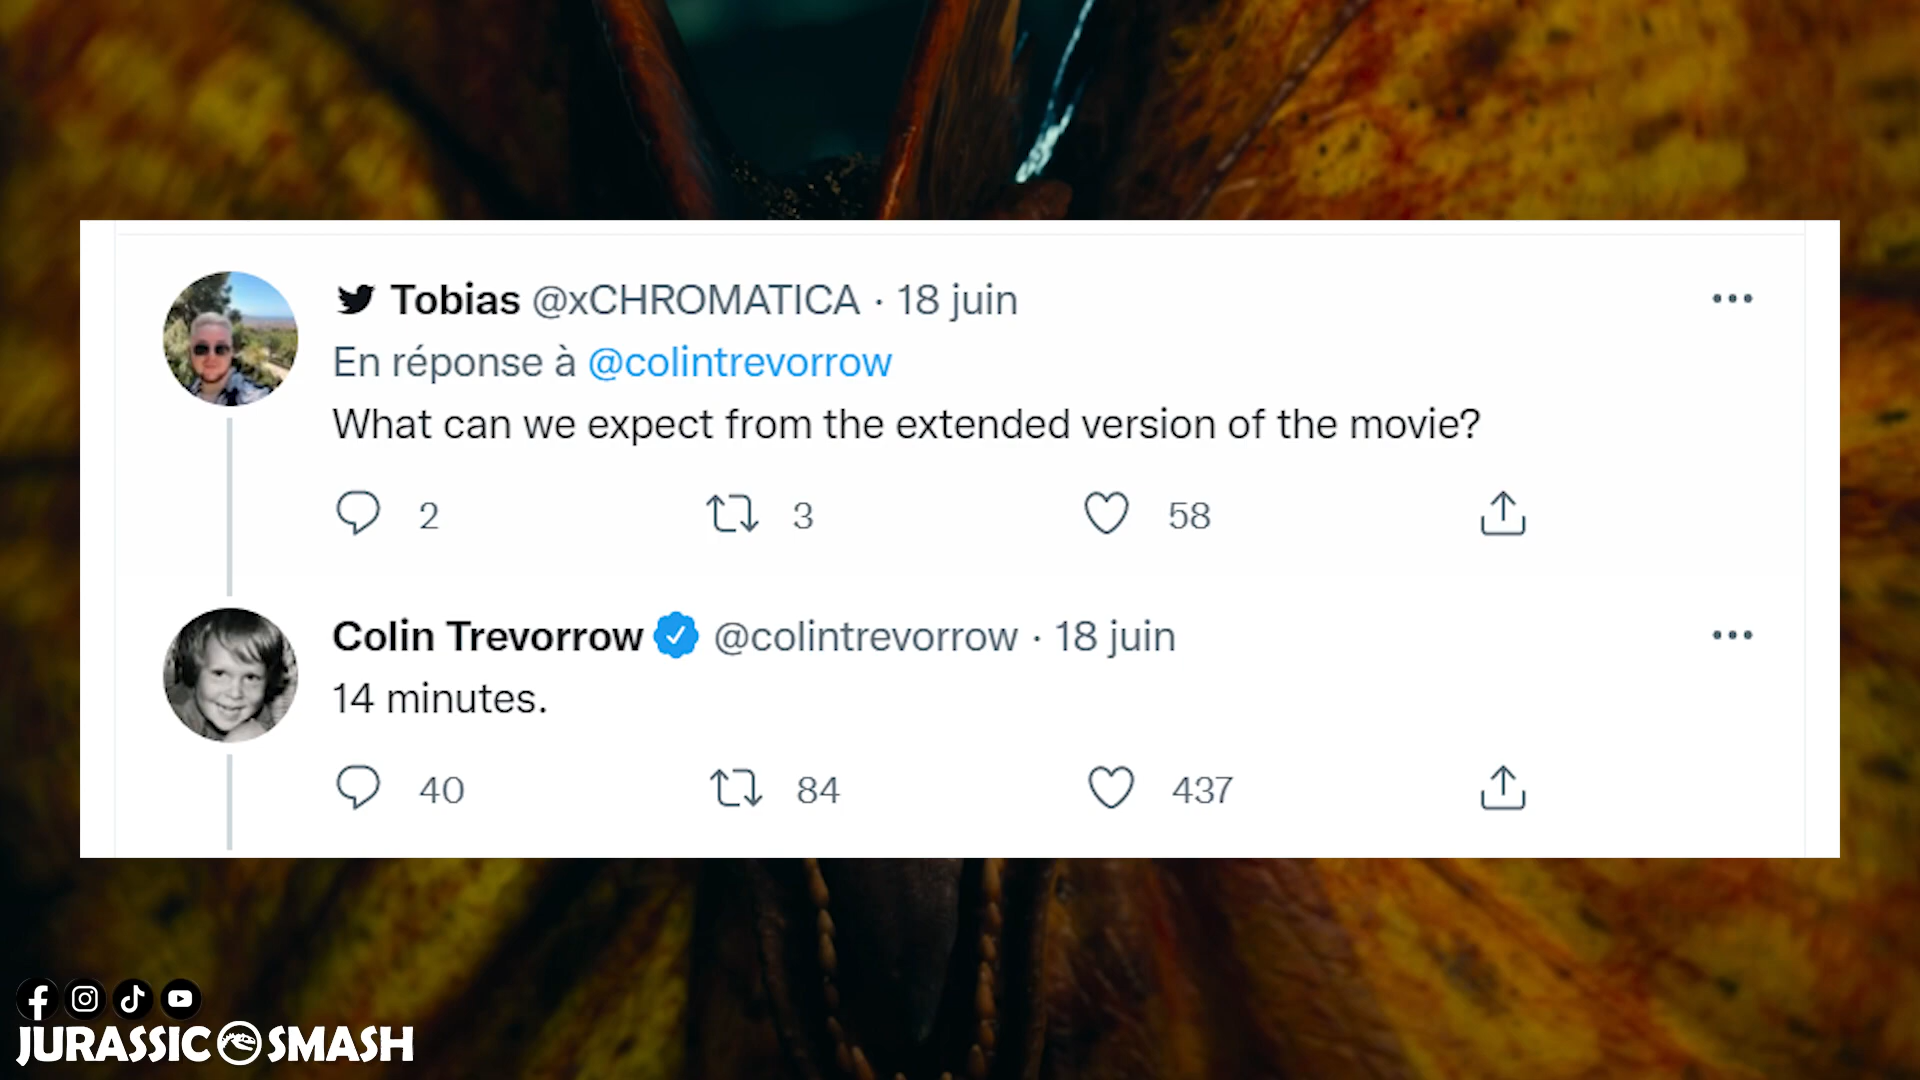 Tobias @xCHROMATICA · 18 juin
En réponse à @colintrevorrow
What can we expect from the extended version of the movie?
2 3 58
Colin Trevorrow @colintrevorrow · 18 juin
14 minutes.
40 84 437
JURASSIC SMASH